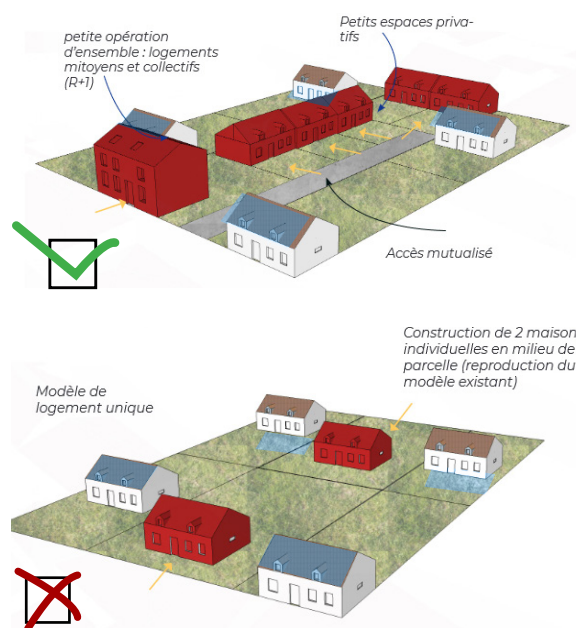 petite opération
d'ensemble : logements
mitoyens et collectifs
(R+1)
Petits espaces priva-
tifs
Accès mutualisé
Construction de 2 maison
individuelles en milieu de
parcelle (reproduction du
modèle existant)
Modèle de
logement unique